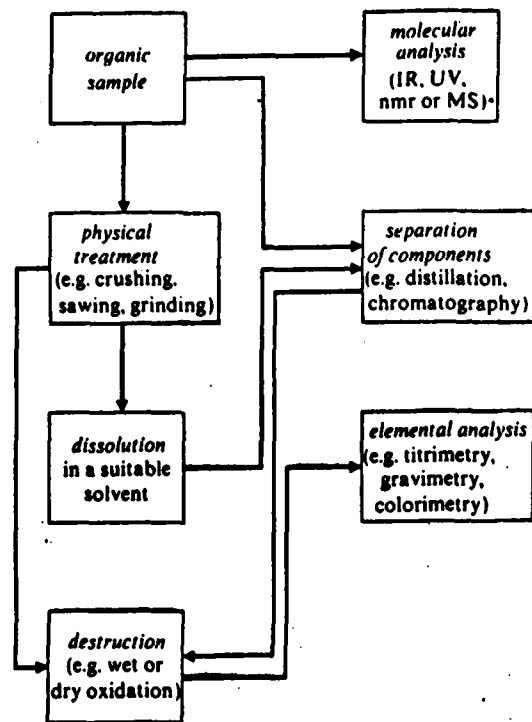 organic
sample
molecular
analysis
(IR, UV,
nmr or MS)•
physical
treatment
(e.g. crushing,
sawing, grinding)
separation
of components
(e.g. distillation,
chromatography)
dissolution
in a suitable
solvent
elemental analysis
(e.g. titrimetry,
gravimetry,
colorimetry)
destruction
(e.g. wet or
dry oxidation)